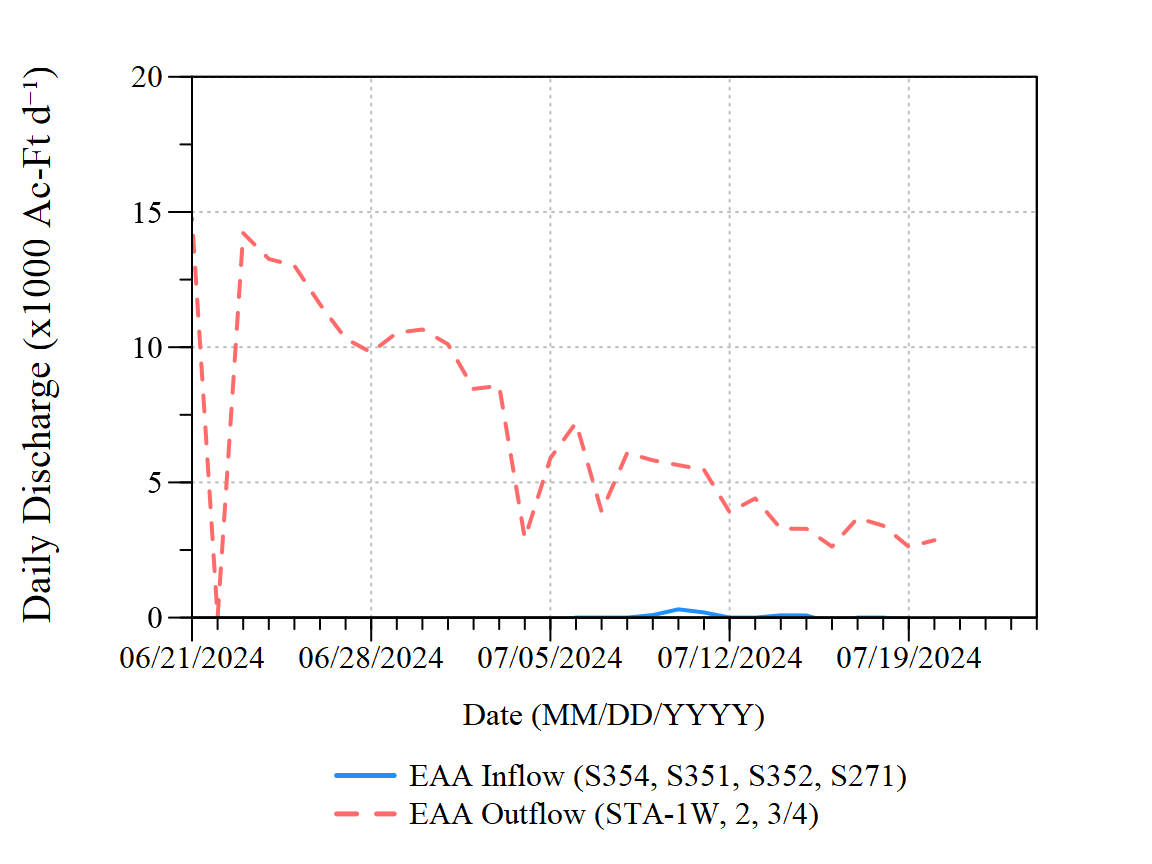 Daily Discharge (x1000 Ac-Ft d⁻¹)
20
15
10
5
0
06/21/2024 06/28/2024 07/05/2024 07/12/2024 07/19/2024
Date (MM/DD/YYYY)
EAA Inflow (S354, S351, S352, S271)
EAA Outflow (STA-1W, 2, 3/4)